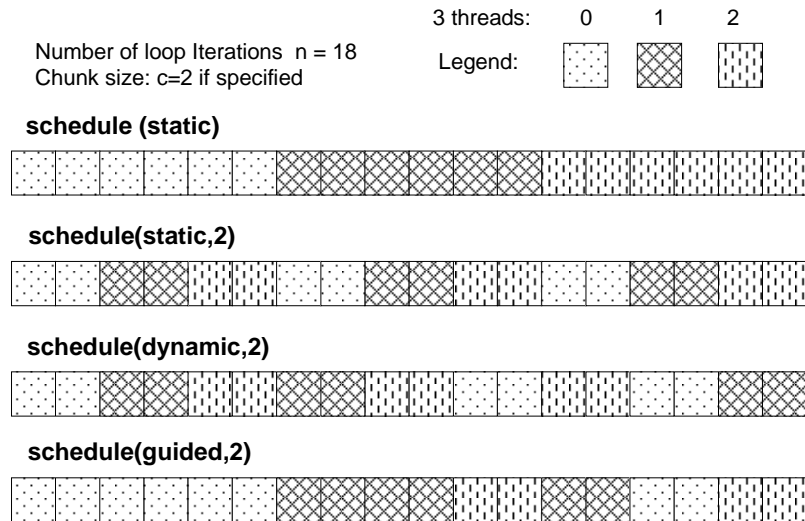 3 threads: 0 1 2
Number of loop Iterations n = 18
Chunk size: c=2 if specified
Legend:
schedule (static)
schedule(static,2)
schedule(dynamic,2)
schedule(guided,2)